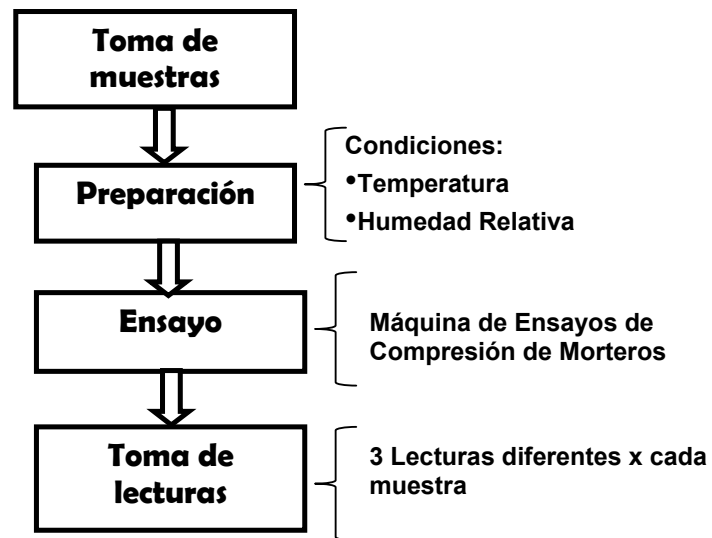 Toma de
muestras
Condiciones:
•Temperatura
Preparación
•Humedad Relativa
Ensayo
Máquina de Ensayos de
Compresión de Morteros
Toma de
lecturas
3 Lecturas diferentes x cada
muestra